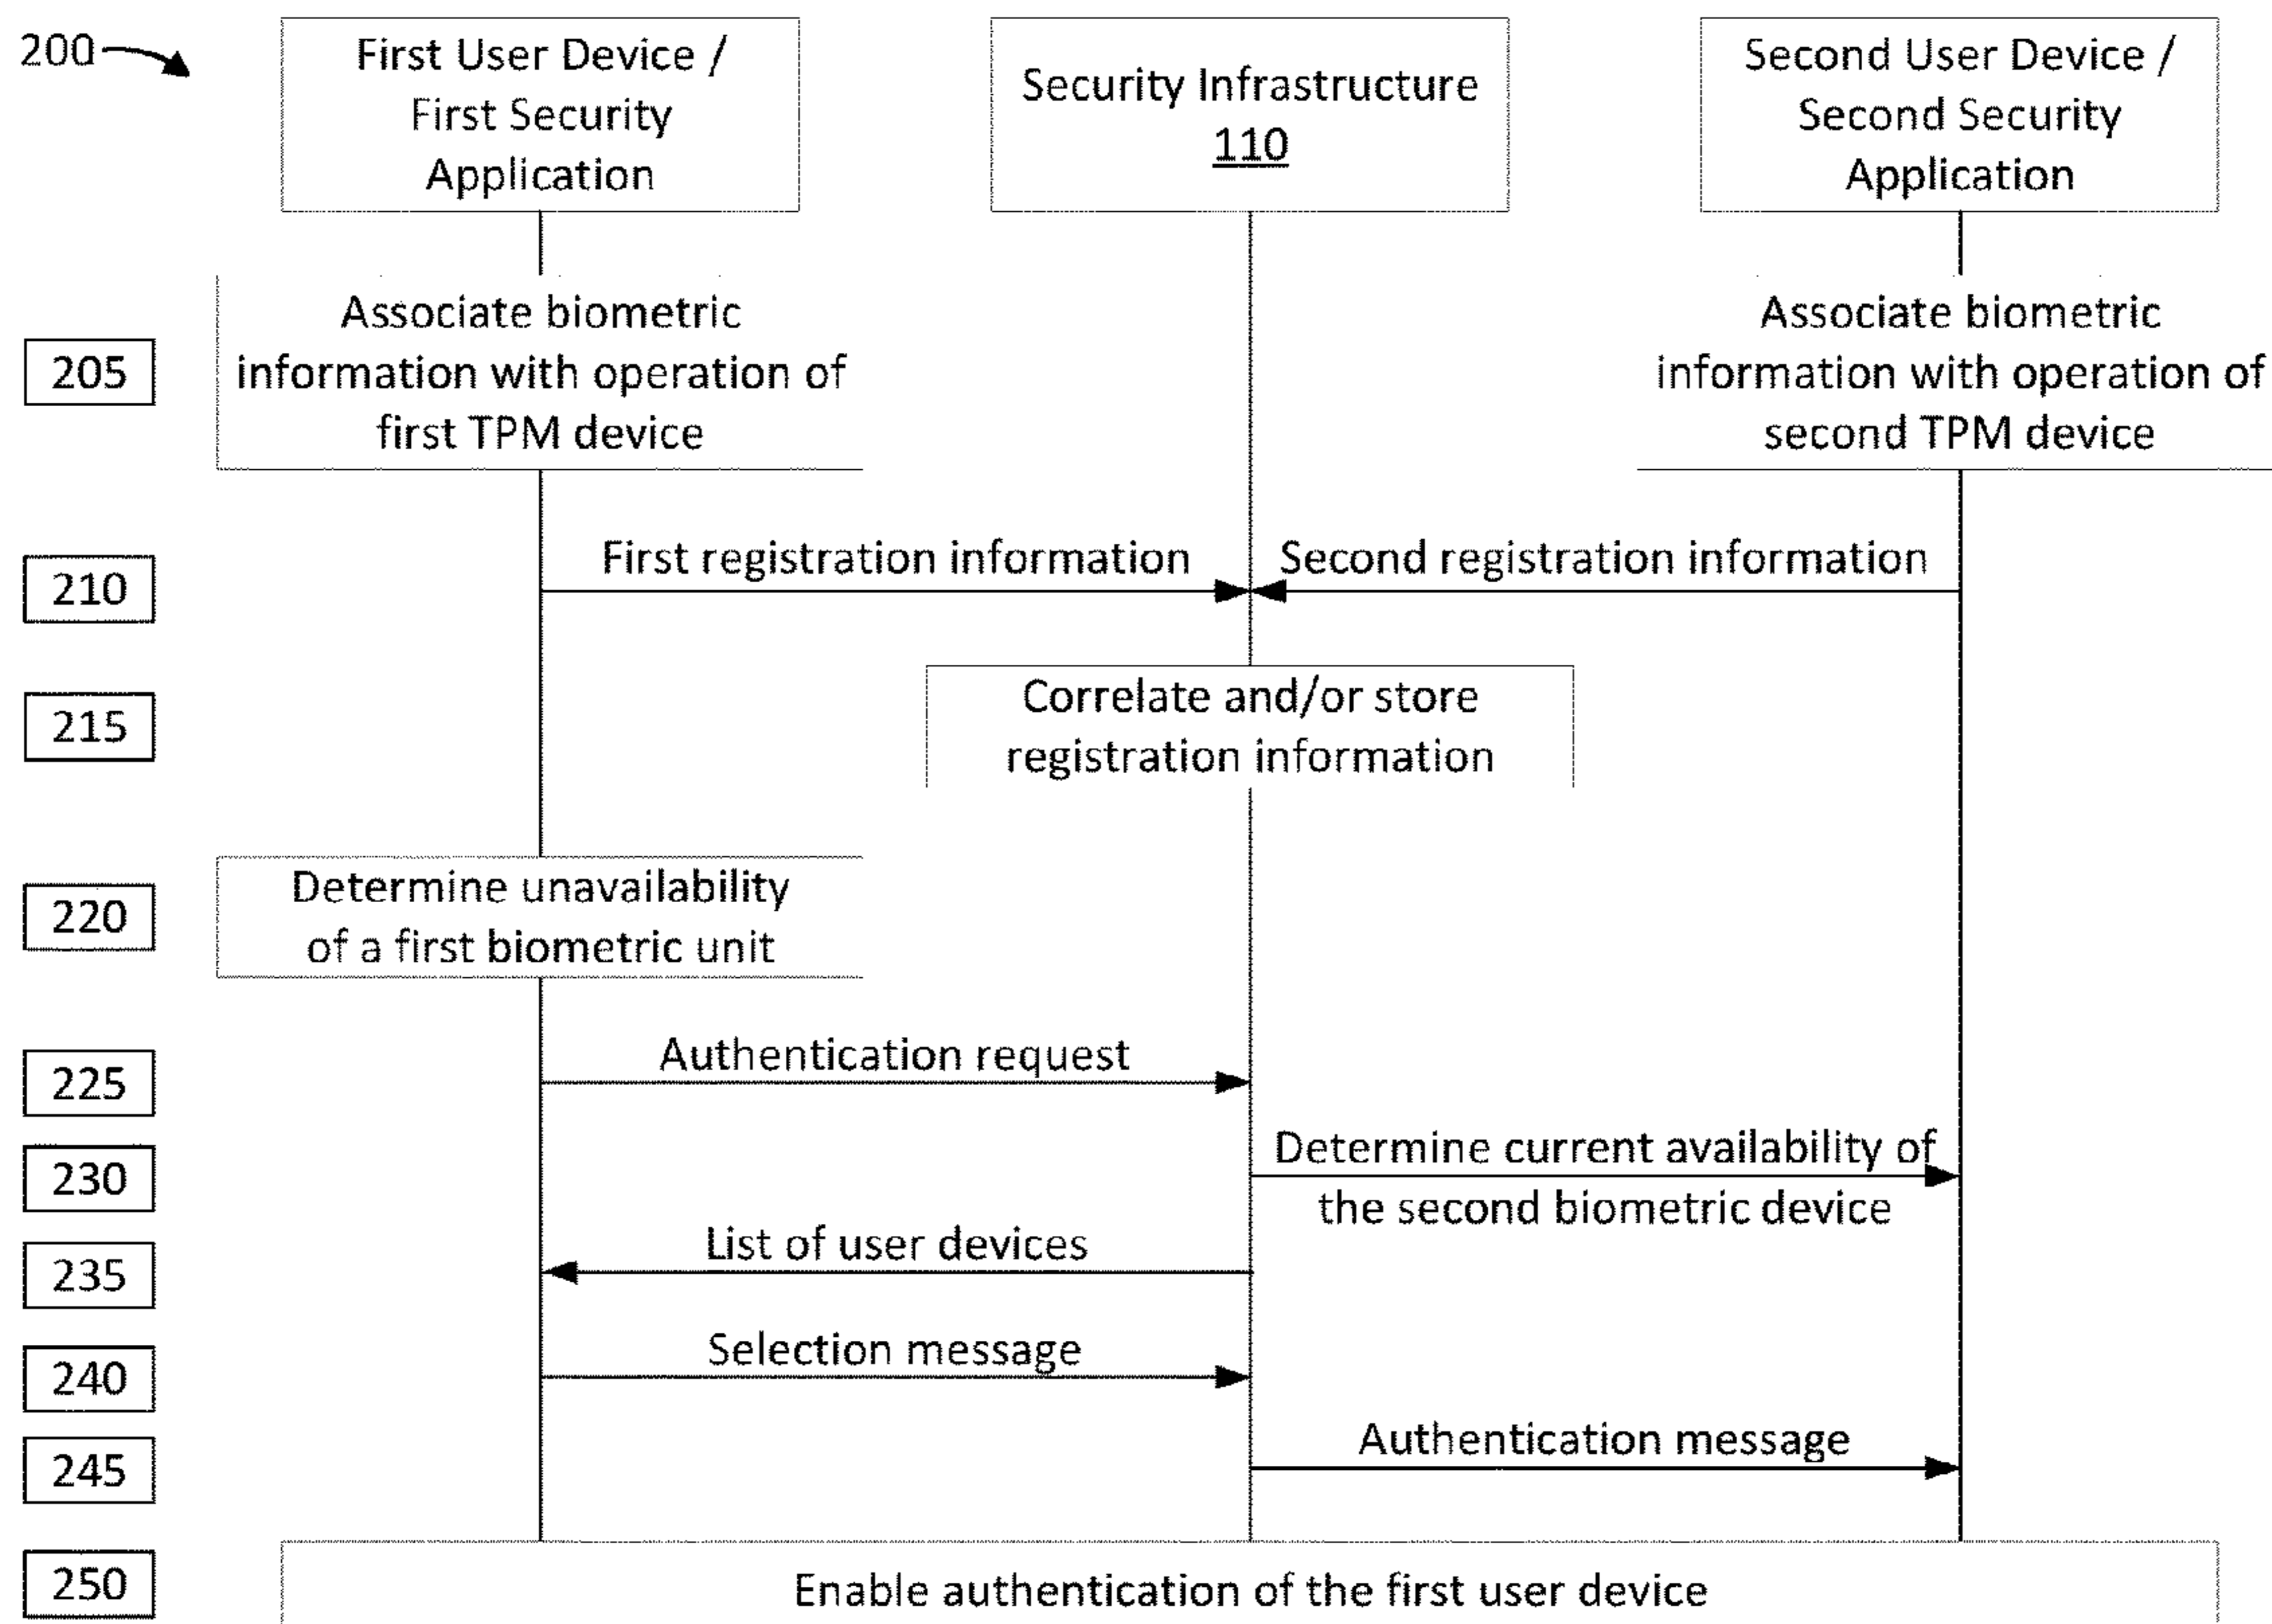 200
First User Device /
First Security
Application
Security Infrastructure
110
Second User Device /
Second Security
Application
205
Associate biometric
information with operation of
first TPM device
Associate biometric
information with operation of
second TPM device
210
First registration information
Second registration information
215
Correlate and/or store
registration information
220
Determine unavailability
of a first biometric unit
225
Authentication request
230
Determine current availability of
the second biometric device
235
List of user devices
240
Selection message
245
Authentication message
250
Enable authentication of the first user device